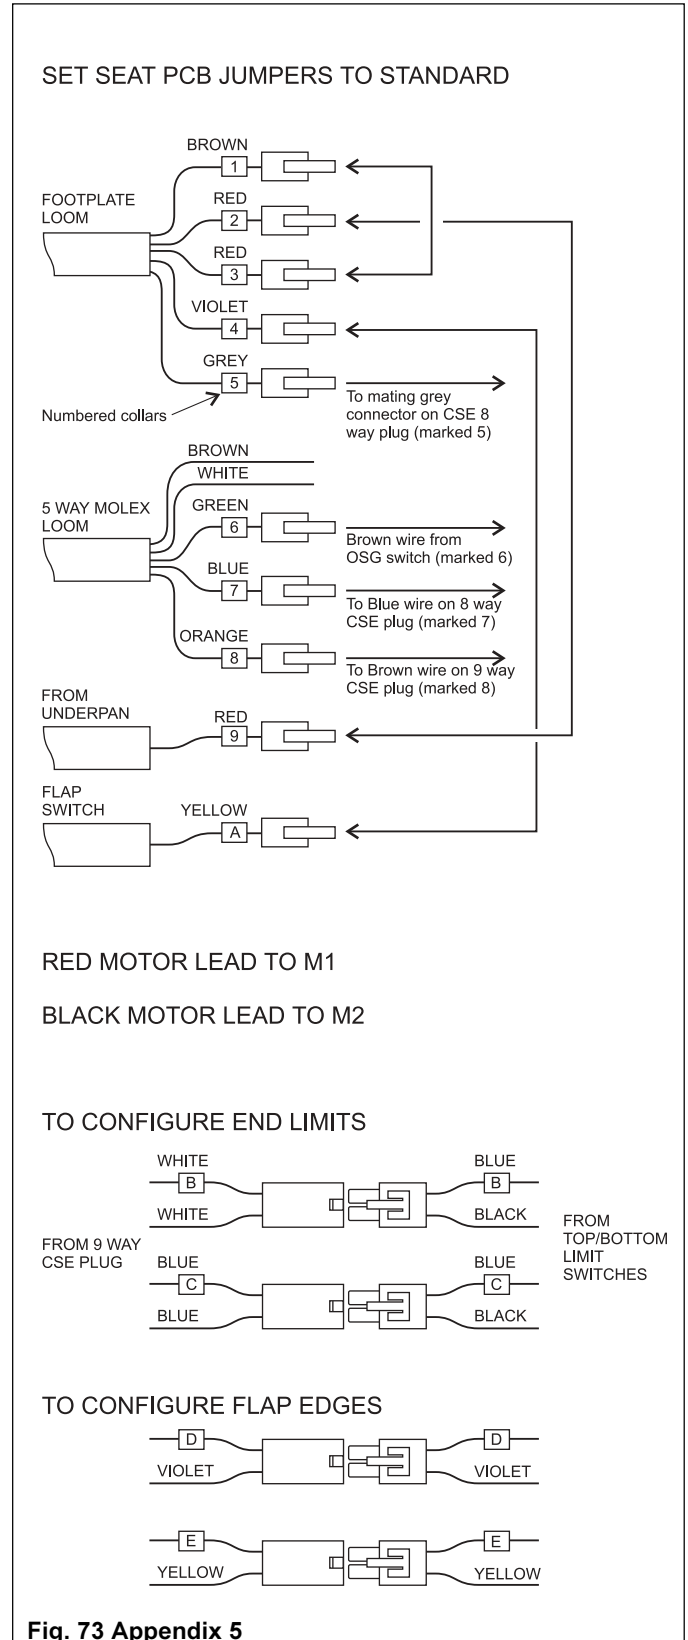 SET SEAT PCB JUMPERS TO STANDARD
BROWN
1
FOOTPLATE
LOOM
RED
2
RED
3
VIOLET
4
GREY
5
Numbered collars
To mating grey
connector on CSE 8
way plug (marked 5)
BROWN
WHITE
5 WAY MOLEX
LOOM
GREEN
6
Brown wire from
OSG switch (marked 6)
BLUE
7
To Blue wire on 8 way
CSE plug (marked 7)
ORANGE
8
To Brown wire on 9 way
CSE plug (marked 8)
FROM
UNDERPAN
RED
9
FLAP
SWITCH
YELLOW
A
RED MOTOR LEAD TO M1
BLACK MOTOR LEAD TO M2
TO CONFIGURE END LIMITS
WHITE
B
WHITE
BLUE
B
BLACK
FROM 9 WAY
CSE PLUG
FROM
TOP/BOTTOM
LIMIT
SWITCHES
BLUE
C
BLUE
BLUE
C
BLACK
TO CONFIGURE FLAP EDGES
D
VIOLET
D
VIOLET
E
YELLOW
E
YELLOW
Fig. 73 Appendix 5